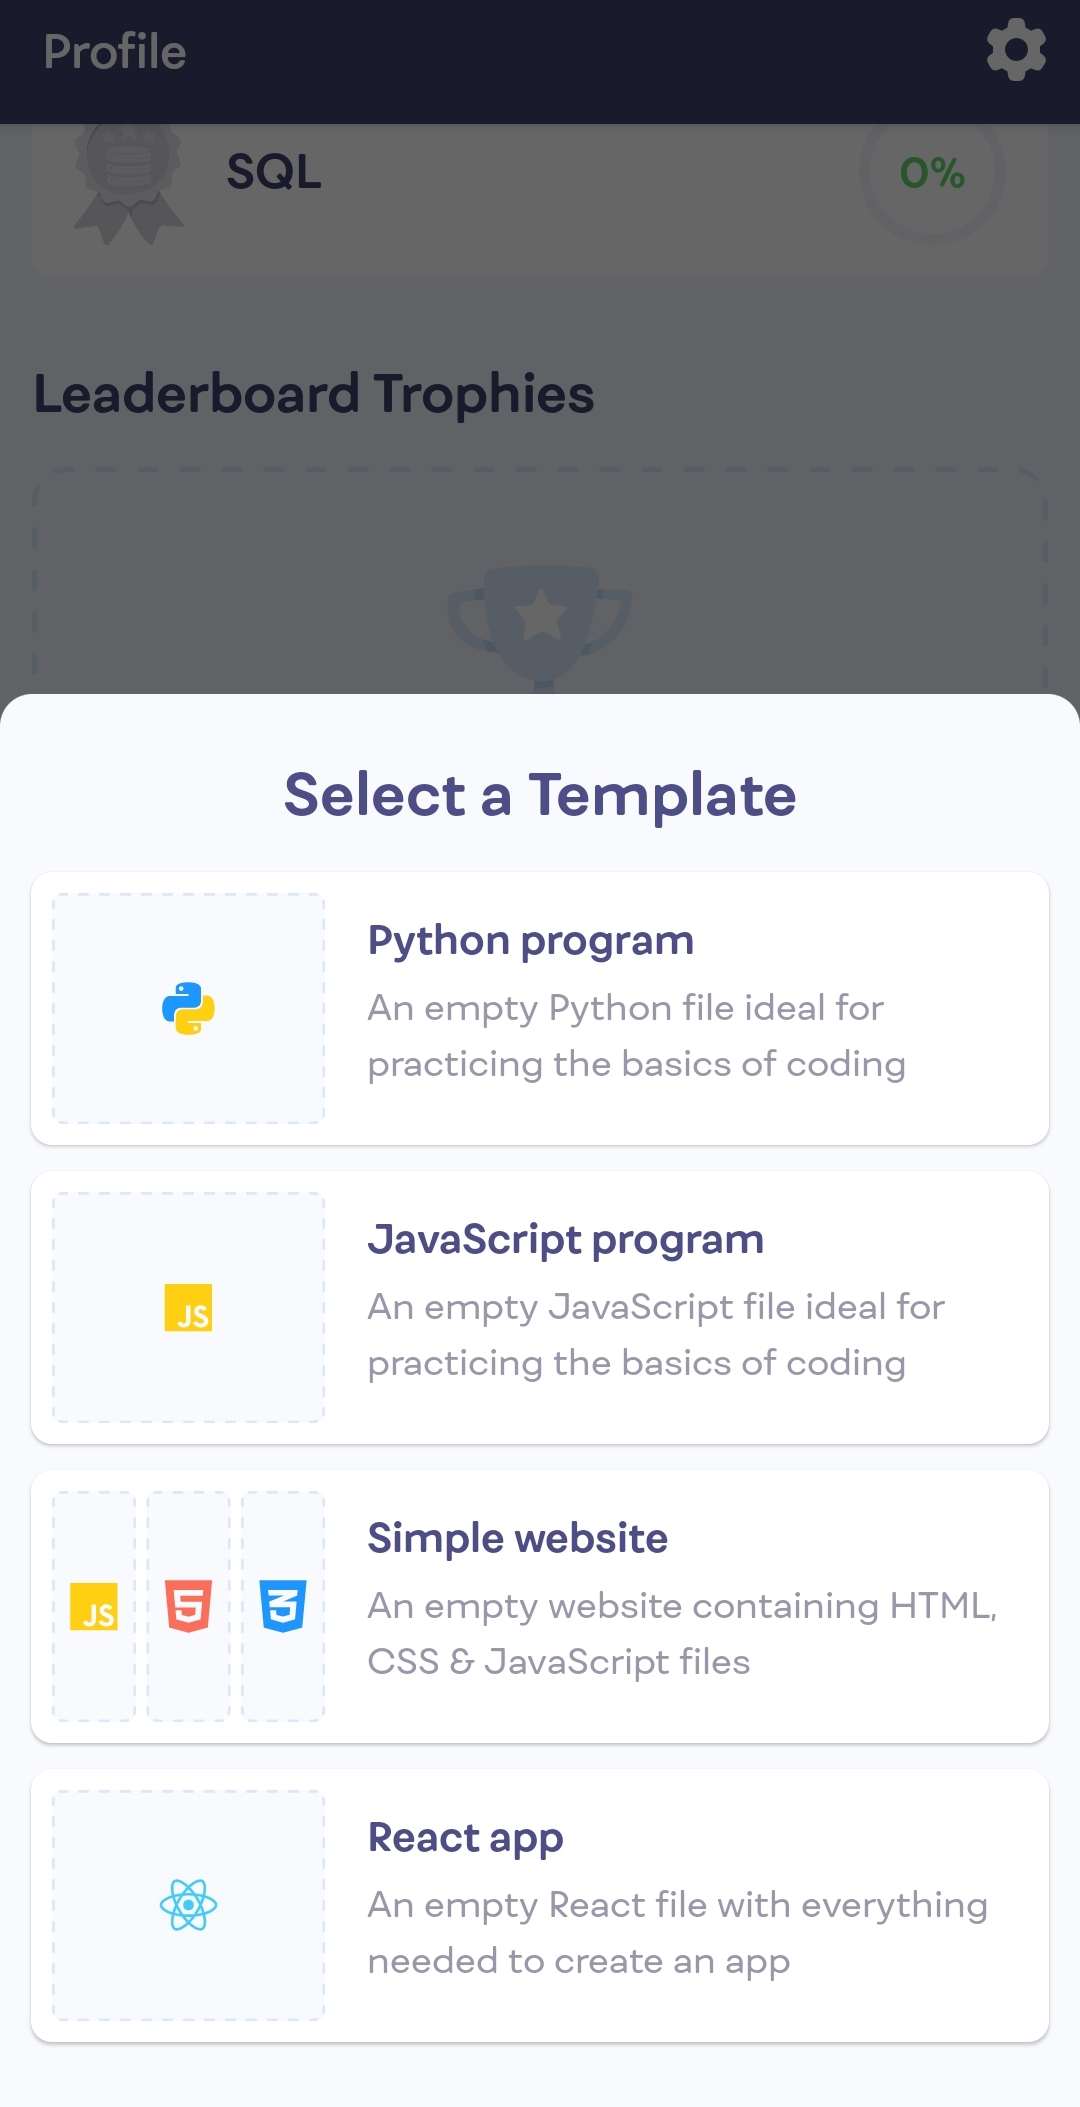 Profile
SQL
0%
Leaderboard Trophies
Select a Template
Python program
An empty Python file ideal for
practicing the basics of coding
JS
JavaScript program
An empty JavaScript file ideal for
practicing the basics of coding
JS
5
3
Simple website
An empty website containing HTML,
CSS & JavaScript files
React app
An empty React file with everything
needed to create an app